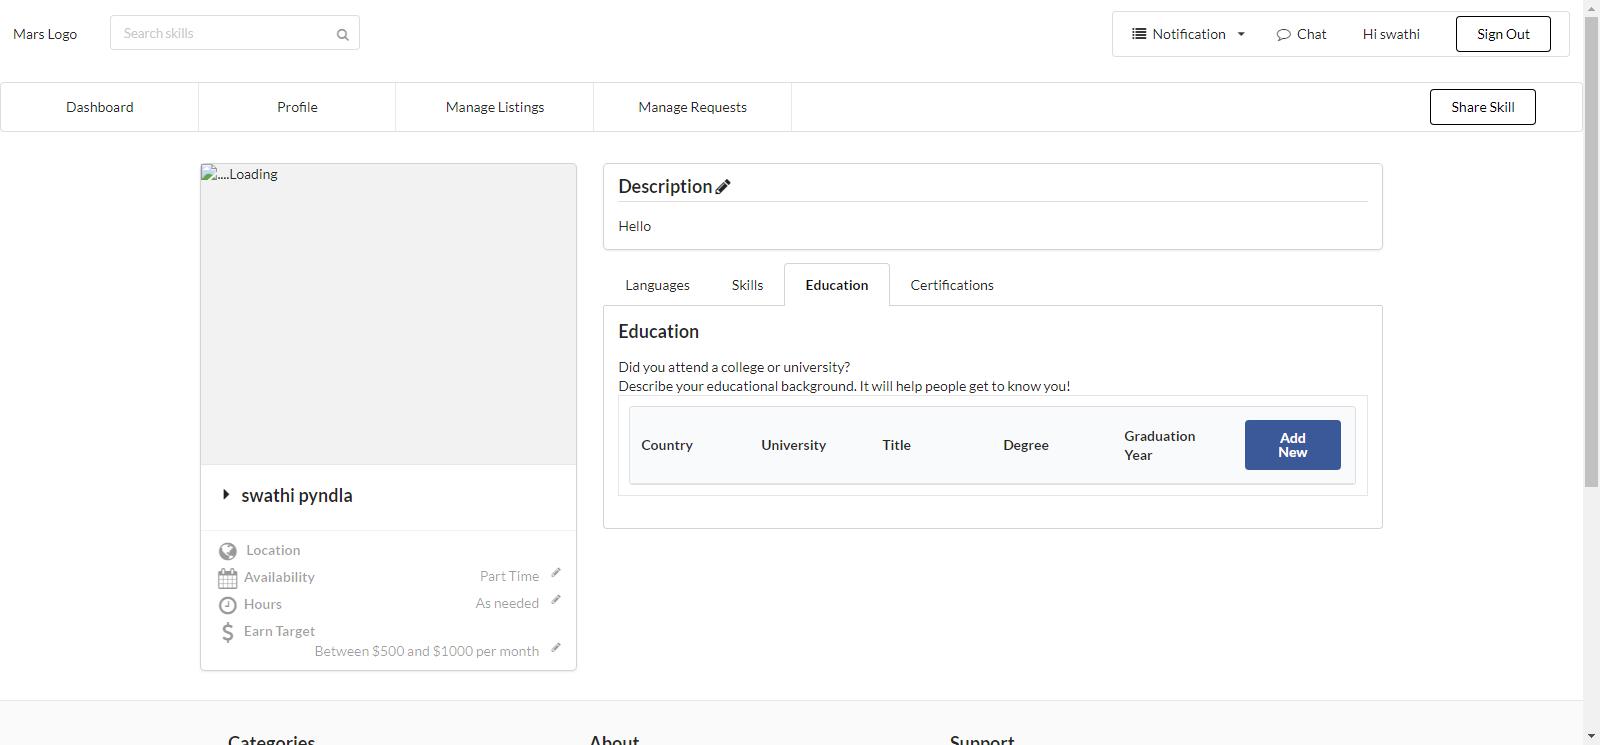 Mars Logo
Search skills
Notification
Chat
Hi swathi
Sign Out
Dashboard
Profile
Manage Listings
Manage Requests
Share Skill
....Loading
swathi pyndla
Location
Availability
Part Time
Hours
As needed
Earn Target
Between $500 and $1000 per month
Description
Hello
Languages
Skills
Education
Certifications
Education
Did you attend a college or university?
Describe your educational background. It will help people get to know you!
Country
University
Title
Degree
Graduation
Year
Add
New
Categories
About
Support